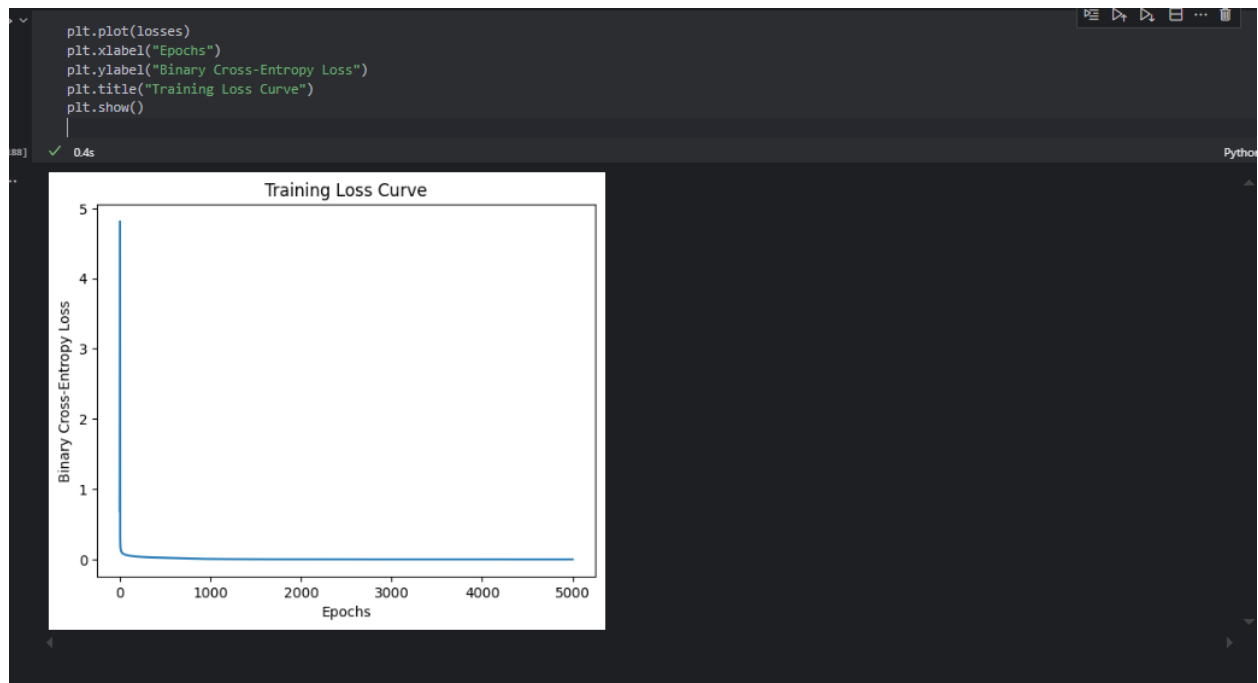 plt.plot(losses)
plt.xlabel("Epochs")
plt.ylabel("Binary Cross-Entropy Loss")
plt.title("Training Loss Curve")
plt.show()
88]
0.4s
Pytho
Training Loss Curve
5
4
3
2
1
0
Binary Cross-Entropy Loss
0 1000 2000 3000 4000 5000
Epochs